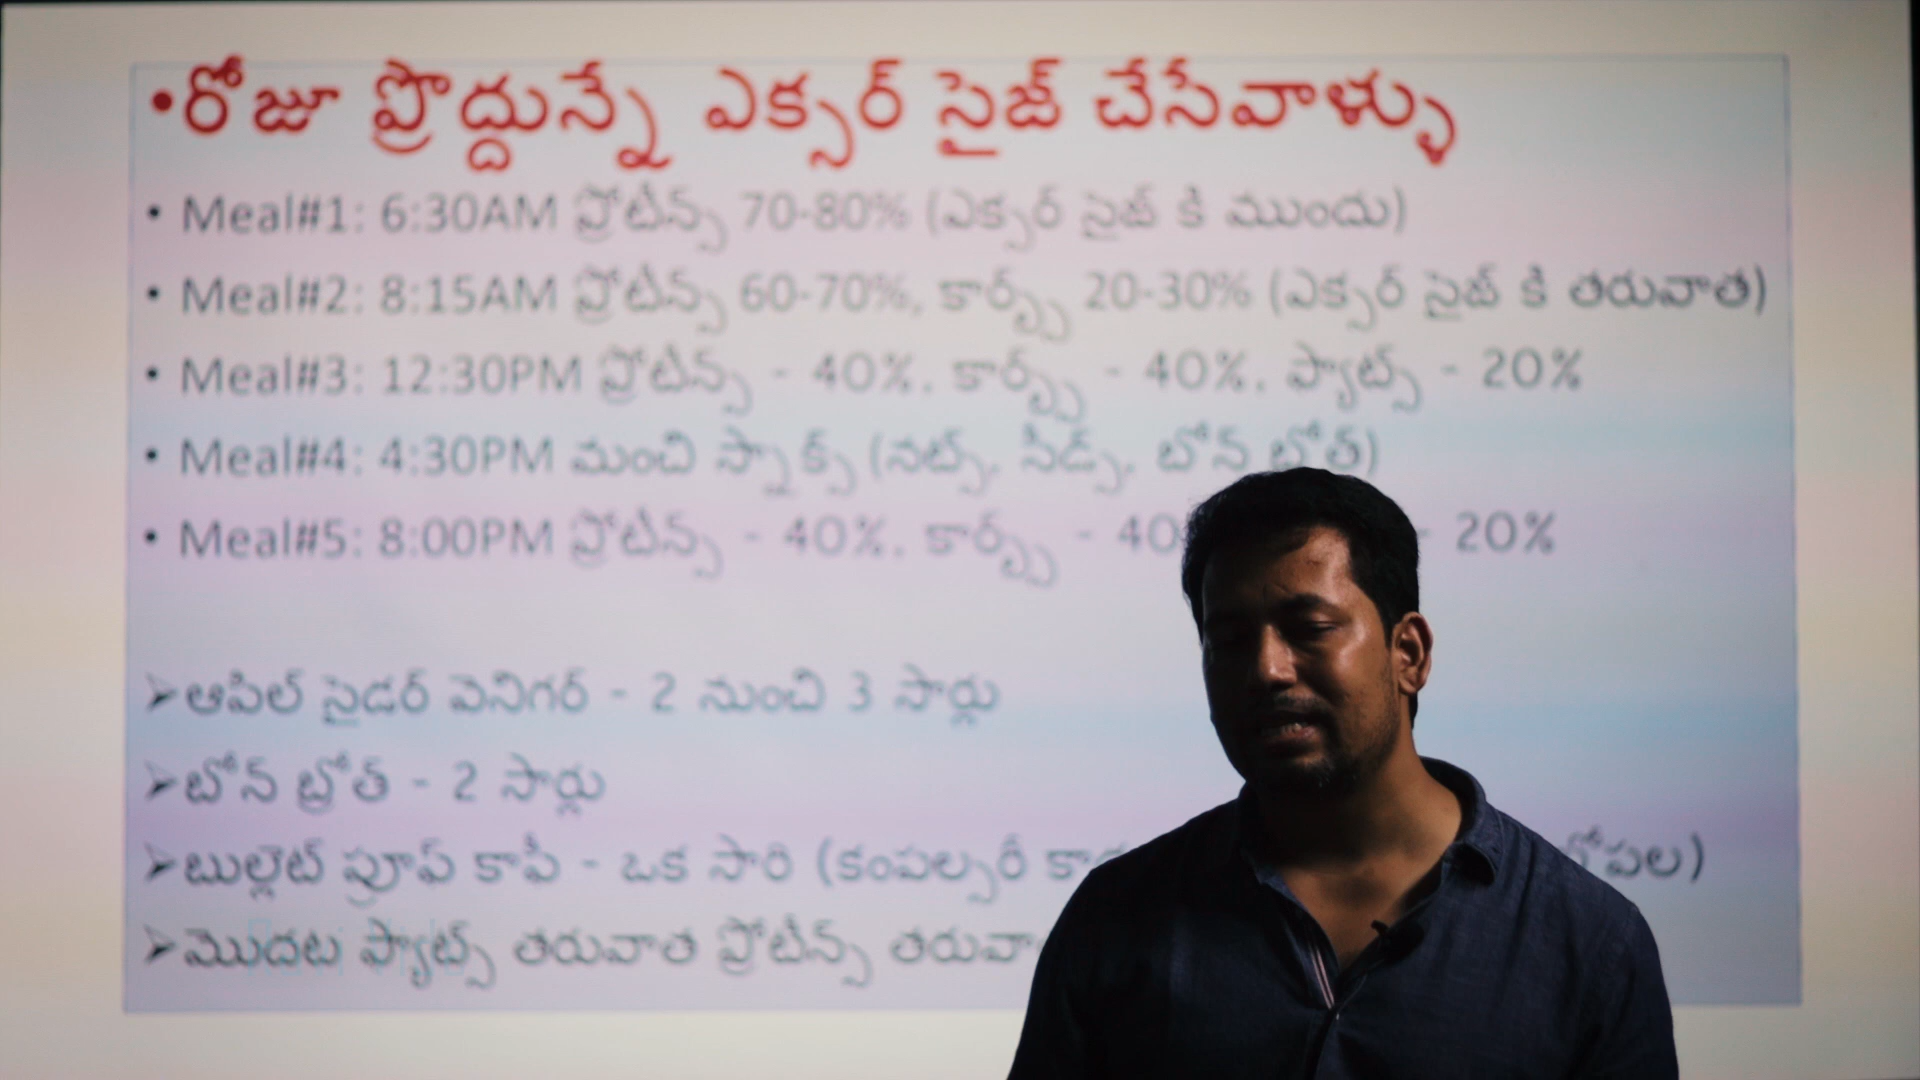 •రోజూ ప్రొద్దున్నే ఎక్సర్ సైజ్ చేసేవాళ్ళు
• Meal#1: 6:30AM ప్రోటీన్స్ 70-80% (ఎక్సర్ సైజ్ కి ముందు)
• Meal#2: 8:15AM ప్రోటీన్స్ 60-70%, కార్బ్స్ 20-30% (ఎక్సర్ సైజ్ కి తరువాత)
• Meal#3: 12:30PM ప్రోటీన్స్ - 40%, కార్బ్స్ - 40%, ఫ్యాట్స్ - 20%
• Meal#4: 4:30PM మంచి స్నాక్స్ (నట్స్, సీడ్స్, బోన్ బ్రోత్)
• Meal#5: 8:00PM ప్రోటీన్స్ - 40%, కార్బ్స్ - 40 - 20%
➢ఆపిల్ సైడర్ వెనిగర్ - 2 నుంచి 3 సార్లు
➢బోన్ బ్రోత్ - 2 సార్లు
➢బుల్లెట్ ప్రూఫ్ కాఫీ - ఒక సారి (కంపల్సరీ
➢మొదట ఫ్యాట్స్ తరువాత ప్రోటీన్స్